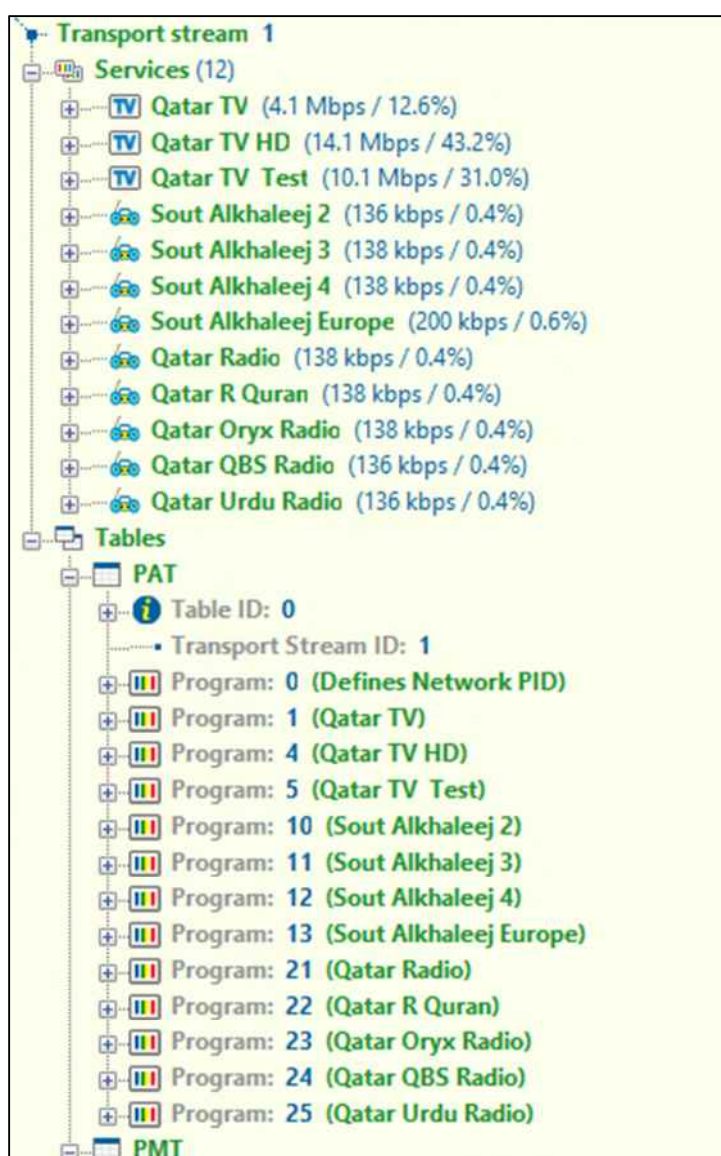 Transport stream 1
Services (12)
TV Qatar TV (4.1 Mbps / 12.6%)
TV Qatar TV HD (14.1 Mbps / 43.2%)
TV Qatar TV Test (10.1 Mbps / 31.0%)
Sout Alkhaleej 2 (136 kbps / 0.4%)
Sout Alkhaleej 3 (138 kbps / 0.4%)
Sout Alkhaleej 4 (138 kbps / 0.4%)
Sout Alkhaleej Europe (200 kbps / 0.6%)
Qatar Radio (138 kbps / 0.4%)
Qatar R Quran (138 kbps / 0.4%)
Qatar Oryx Radio (138 kbps / 0.4%)
Qatar QBS Radio (136 kbps / 0.4%)
Qatar Urdu Radio (136 kbps / 0.4%)
Tables
PAT
i Table ID: 0
Transport Stream ID: 1
Program: 0 (Defines Network PID)
Program: 1 (Qatar TV)
Program: 4 (Qatar TV HD)
Program: 5 (Qatar TV Test)
Program: 10 (Sout Alkhaleej 2)
Program: 11 (Sout Alkhaleej 3)
Program: 12 (Sout Alkhaleej 4)
Program: 13 (Sout Alkhaleej Europe)
Program: 21 (Qatar Radio)
Program: 22 (Qatar R Quran)
Program: 23 (Qatar Oryx Radio)
Program: 24 (Qatar QBS Radio)
Program: 25 (Qatar Urdu Radio)
PMT